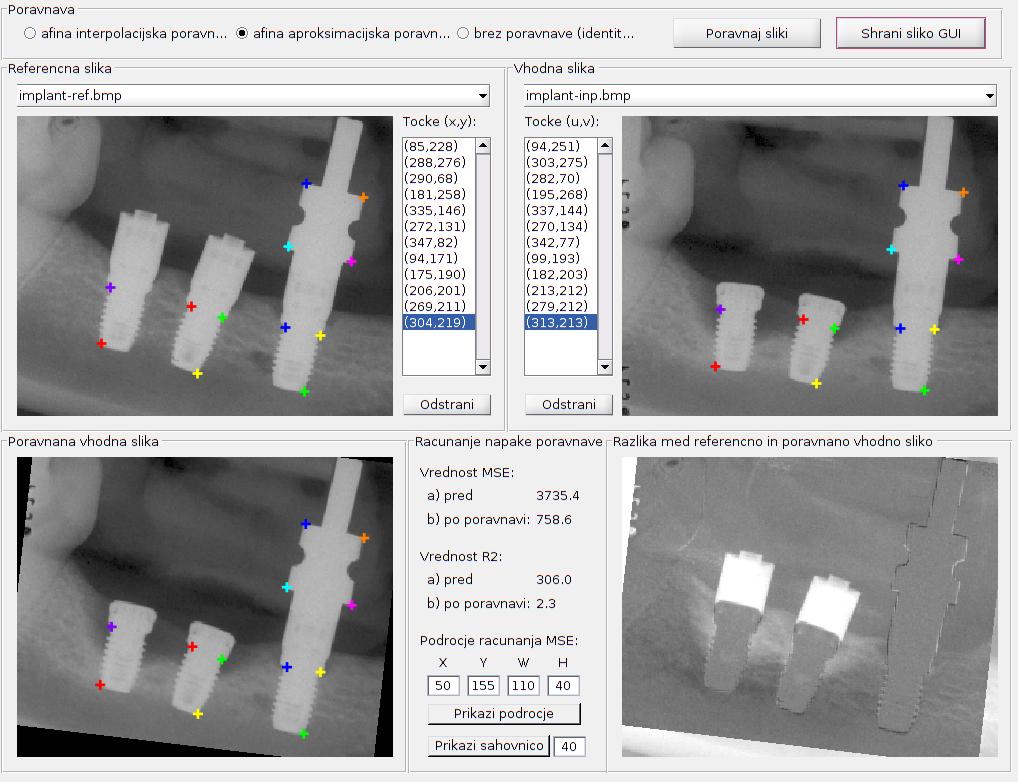 Poravnava
afina interpolacijska poravn...
afina aproksimacijska poravn...
brez poravnave (identit...
Poravnaj sliki
Shrani sliko GUI
Referencna slika
implant-ref.bmp
Tocke (x,y):
(85,228)
(288,276)
(290,68)
(181,258)
(335,146)
(272,131)
(347,82)
(94,171)
(175,190)
(206,201)
(269,211)
(304,219)
Odstrani
Vhodna slika
implant-inp.bmp
Tocke (u,v):
(94,251)
(303,275)
(282,70)
(195,268)
(337,144)
(270,134)
(342,77)
(99,193)
(182,203)
(213,212)
(279,212)
(313,213)
Odstrani
Poravnana vhodna slika
Racunanje napake poravnave
Vrednost MSE:
a) pred 3735.4
b) po poravnavi: 758.6
Vrednost R2:
a) pred 306.0
b) po poravnavi: 2.3
Podrocje racunanja MSE:
X Y W H
50 155 110 40
Prikazi podrocje
Prikazi sahovnico 40
Razlika med referencno in poravnano vhodno sliko